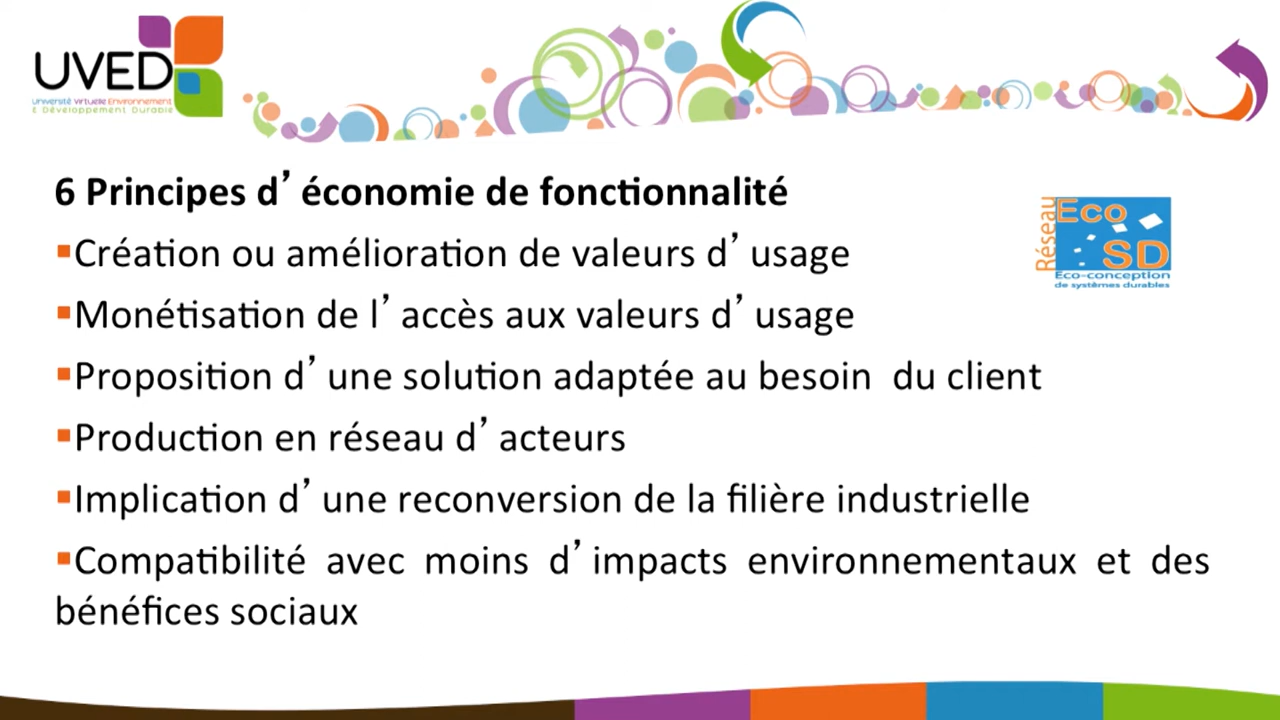 UVED
Université Virtuelle Environnement
& Développement Durable
6 Principes d’économie de fonctionnalité
Réseau
Eco
SD
Eco-conception
de systèmes durables
▪Création ou amélioration de valeurs d’usage
▪Monétisation de l’accès aux valeurs d’usage
▪Proposition d’une solution adaptée au besoin du client
▪Production en réseau d’acteurs
▪Implication d’une reconversion de la filière industrielle
▪Compatibilité avec moins d’impacts environnementaux et des
bénéfices sociaux